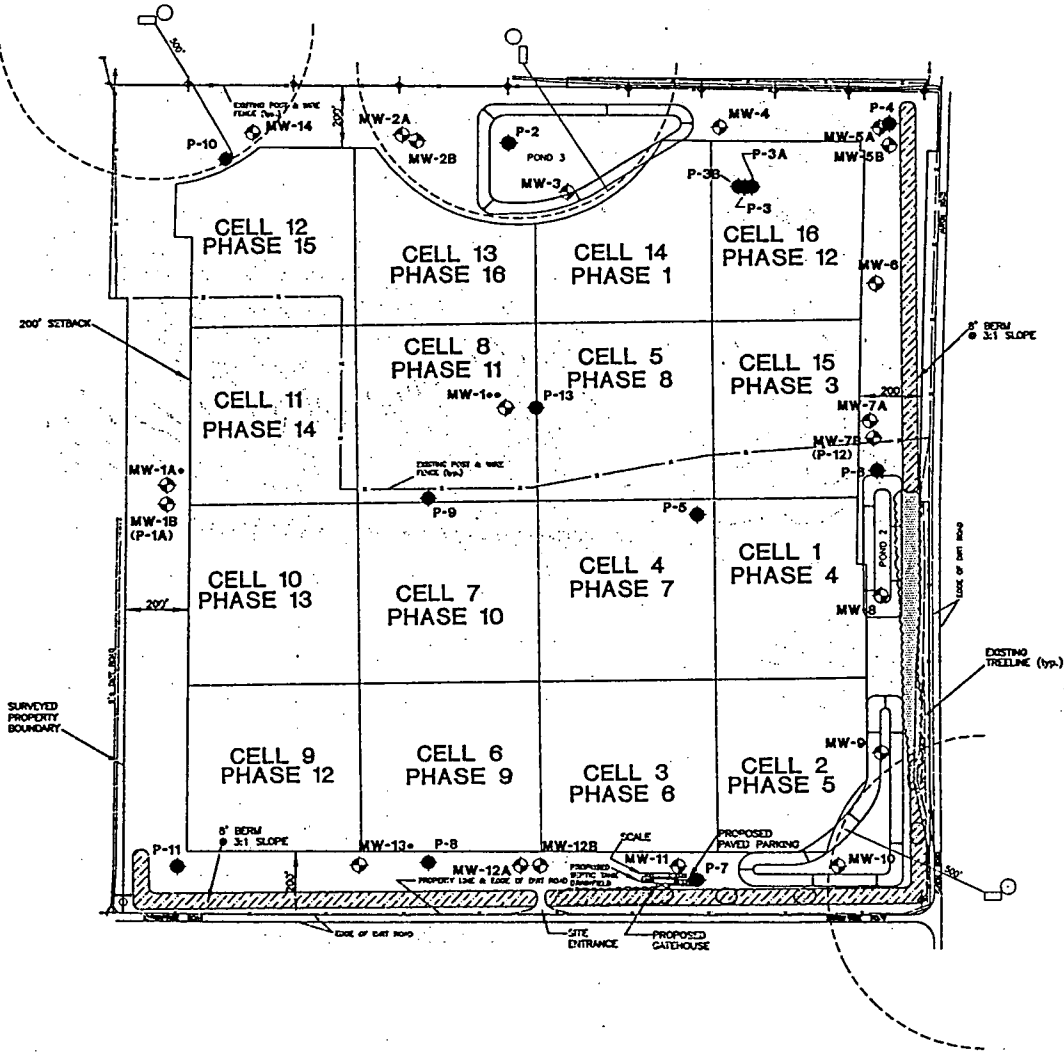 500'
EXISTING POST & WIRE
FENCE (typ.)
200'
MW-14
P-10
MW-2A
MW-2B
P-2
POND 3
MW-3
MW-4
P-4
MW-5A
MW-5B
P-3A
P-3B
P-3
CELL 12
PHASE 15
CELL 13
PHASE 16
CELL 14
PHASE 1
CELL 16
PHASE 12
MW-6
200' SETBACK
8' BERM
@ 3:1 SLOPE
CELL 11
PHASE 14
CELL 8
PHASE 11
CELL 5
PHASE 8
CELL 15
PHASE 3
200'
MW-1**
P-13
MW-7A
MW-7B
(P-12)
P-6
MW-1A*
MW-1B
(P-1A)
EXISTING POST & WIRE
FENCE (typ.)
P-9
P-5
POND 2
CELL 10
PHASE 13
CELL 7
PHASE 10
CELL 4
PHASE 7
CELL 1
PHASE 4
200'
MW-8
EDGE OF DIRT ROAD
EXISTING
TREELINE (typ.)
SURVEYED
PROPERTY
BOUNDARY
CELL 9
PHASE 12
CELL 6
PHASE 9
CELL 3
PHASE 6
CELL 2
PHASE 5
MW-9
P-11
8' BERM
@ 3:1 SLOPE
200'
MW-13*
P-8
MW-12A
MW-12B
SCALE
MW-11
PROPOSED
PAVED PARKING
PROPOSED
SEPTIC TANK
DRAINFIELD
P-7
MW-10
500'
PROPERTY LINE & EDGE OF DIRT ROAD
EDGE OF DIRT ROAD
SITE
ENTRANCE
PROPOSED
GATEHOUSE